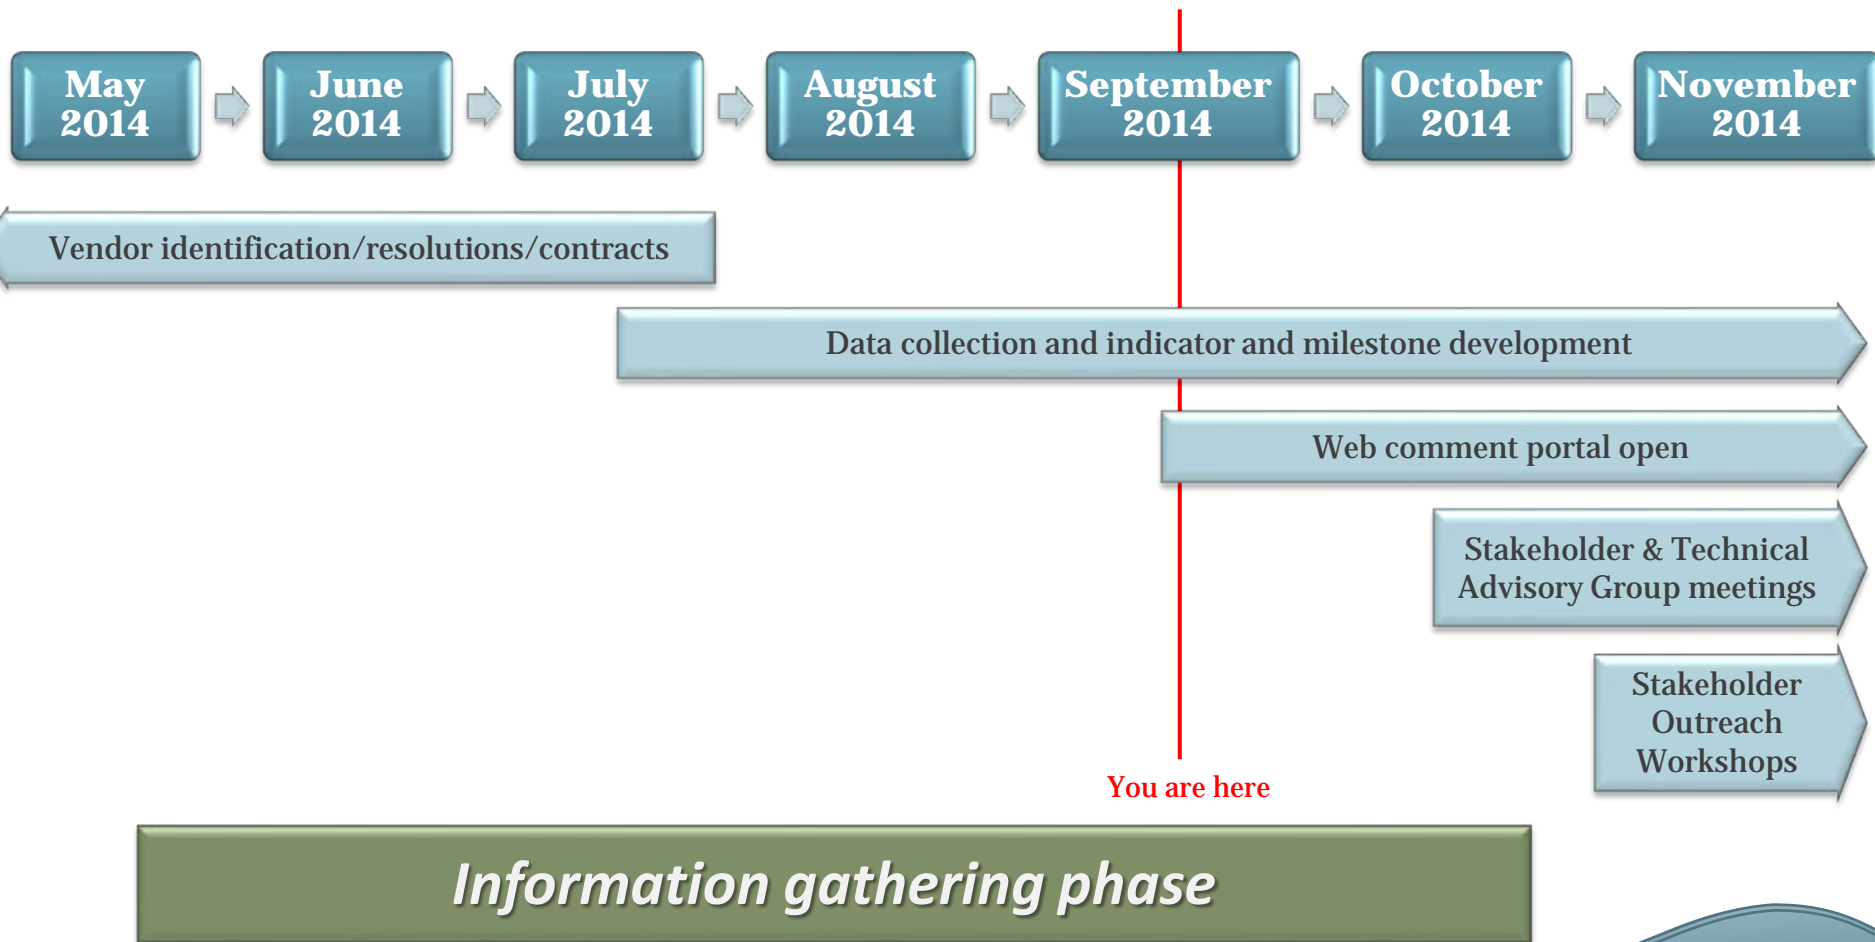 May
2014
June
2014
July
2014
August
2014
September
2014
October
2014
November
2014
Vendor identification/resolutions/contracts
Data collection and indicator and milestone development
Web comment portal open
Stakeholder & Technical
Advisory Group meetings
Stakeholder
Outreach
Workshops
You are here
Information gathering phase